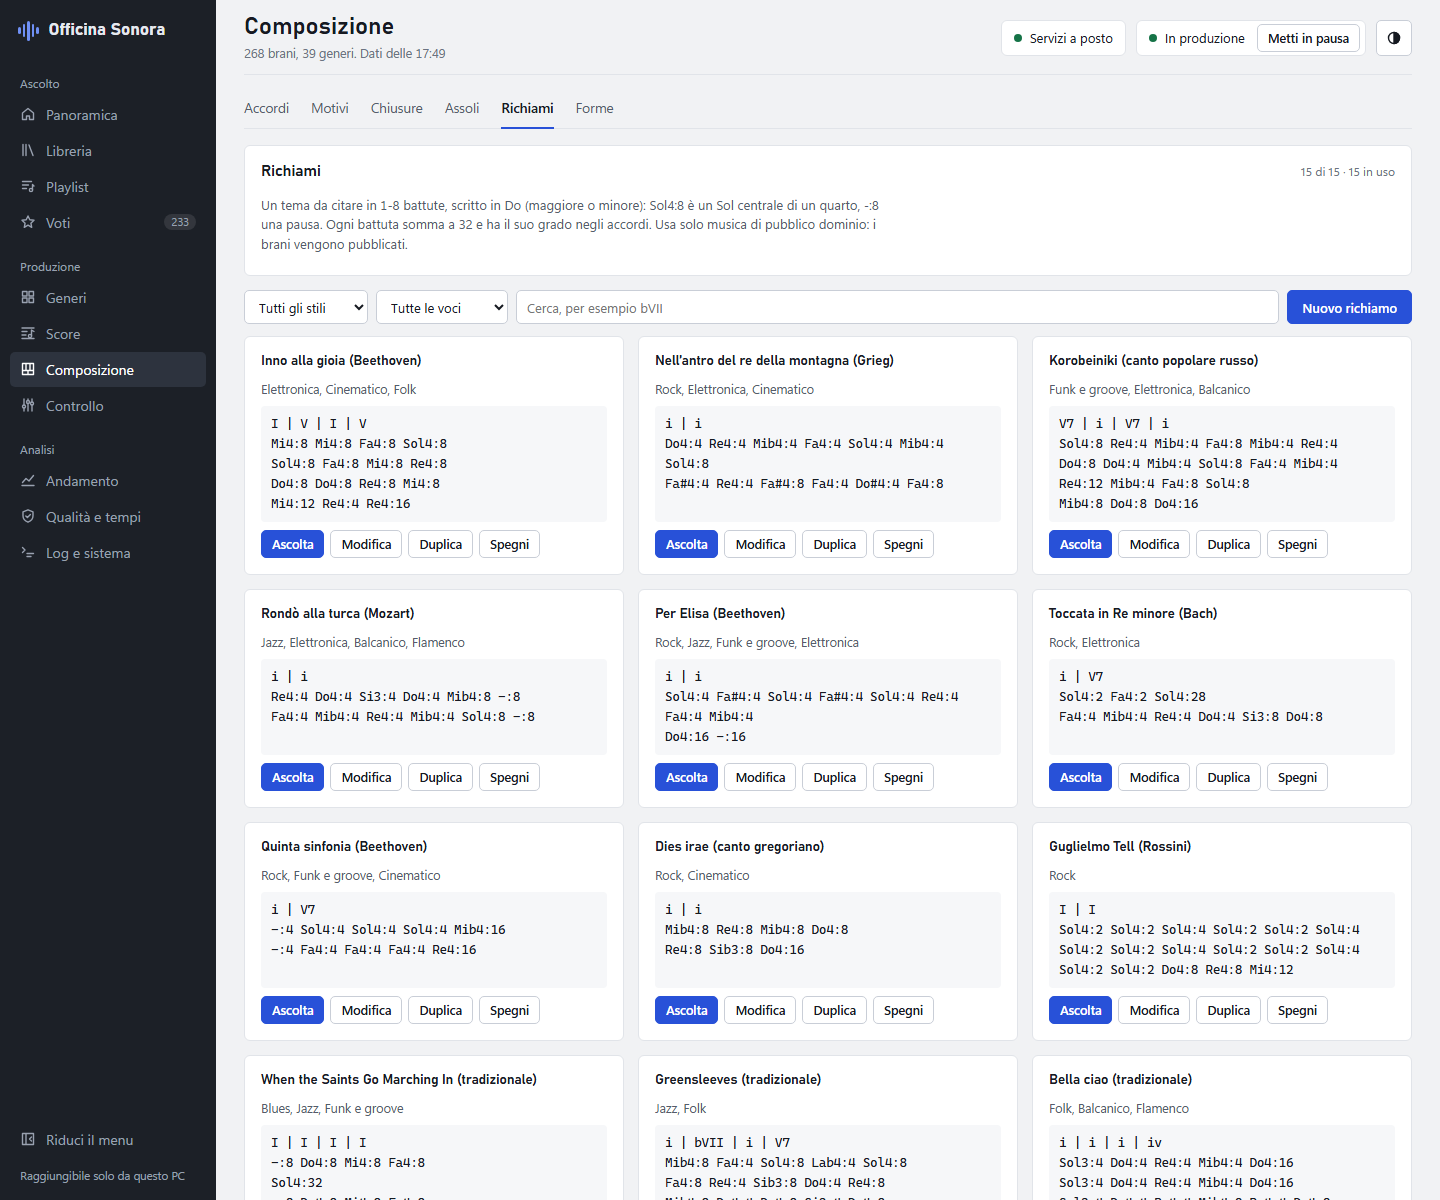 Officina Sonora
Ascolto
Panoramica
Libreria
Playlist
Voti 233
Produzione
Generi
Score
Composizione
Controllo
Analisi
Andamento
Qualità e tempi
Log e sistema
Riduci il menu
Raggiungibile solo da questo PC
Composizione
268 brani, 39 generi. Dati delle 17:49
Servizi a posto
In produzione Metti in pausa
Accordi Motivi Chiusure Assoli Richiami Forme
Richiami
15 di 15 · 15 in uso
Un tema da citare in 1-8 battute, scritto in Do (maggiore o minore): Sol4:8 è un Sol centrale di un quarto, -:8
una pausa. Ogni battuta somma a 32 e ha il suo grado negli accordi. Usa solo musica di pubblico dominio: i
brani vengono pubblicati.
Tutti gli stili Tutte le voci Cerca, per esempio bVII Nuovo richiamo
Inno alla gioia (Beethoven)
Elettronica, Cinematico, Folk
I | V | I | V
Mi4:8 Mi4:8 Fa4:8 Sol4:8
Sol4:8 Fa4:8 Mi4:8 Re4:8
Do4:8 Do4:8 Re4:8 Mi4:8
Mi4:12 Re4:4 Re4:16
Ascolta Modifica Duplica Spegni
Nell'antro del re della montagna (Grieg)
Rock, Elettronica, Cinematico
i | i
Do4:4 Re4:4 Mib4:4 Fa4:4 Sol4:4 Mib4:4
Sol4:8
Fa#4:4 Re4:4 Fa#4:8 Fa4:4 Do#4:4 Fa4:8
Ascolta Modifica Duplica Spegni
Korobeiniki (canto popolare russo)
Funk e groove, Elettronica, Balcanico
V7 | i | V7 | i
Sol4:8 Re4:4 Mib4:4 Fa4:8 Mib4:4 Re4:4
Do4:8 Do4:4 Mib4:4 Sol4:8 Fa4:4 Mib4:4
Re4:12 Mib4:4 Fa4:8 Sol4:8
Mib4:8 Do4:8 Do4:16
Ascolta Modifica Duplica Spegni
Rondò alla turca (Mozart)
Jazz, Elettronica, Balcanico, Flamenco
i | i
Re4:4 Do4:4 Si3:4 Do4:4 Mib4:8 -:8
Fa4:4 Mib4:4 Re4:4 Mib4:4 Sol4:8 -:8
Ascolta Modifica Duplica Spegni
Per Elisa (Beethoven)
Rock, Jazz, Funk e groove, Elettronica
i | i
Sol4:4 Fa#4:4 Sol4:4 Fa#4:4 Sol4:4 Re4:4
Fa4:4 Mib4:4
Do4:16 -:16
Ascolta Modifica Duplica Spegni
Toccata in Re minore (Bach)
Rock, Elettronica
i | V7
Sol4:2 Fa4:2 Sol4:28
Fa4:4 Mib4:4 Re4:4 Do4:4 Si3:8 Do4:8
Ascolta Modifica Duplica Spegni
Quinta sinfonia (Beethoven)
Rock, Funk e groove, Cinematico
i | V7
-:4 Sol4:4 Sol4:4 Sol4:4 Mib4:16
-:4 Fa4:4 Fa4:4 Fa4:4 Re4:16
Ascolta Modifica Duplica Spegni
Dies irae (canto gregoriano)
Rock, Cinematico
i | i
Mib4:8 Re4:8 Mib4:8 Do4:8
Re4:8 Sib3:8 Do4:16
Ascolta Modifica Duplica Spegni
Guglielmo Tell (Rossini)
Rock
I | I
Sol4:2 Sol4:2 Sol4:4 Sol4:2 Sol4:2 Sol4:4
Sol4:2 Sol4:2 Sol4:4 Sol4:2 Sol4:2 Sol4:4
Sol4:2 Sol4:2 Do4:8 Re4:8 Mi4:12
Ascolta Modifica Duplica Spegni
When the Saints Go Marching In (tradizionale)
Blues, Jazz, Funk e groove
I | I | I | I
-:8 Do4:8 Mi4:8 Fa4:8
Sol4:32
Greensleeves (tradizionale)
Jazz, Folk
i | bVII | i | V7
Mib4:8 Fa4:4 Sol4:8 Lab4:4 Sol4:8
Fa4:8 Re4:4 Sib3:8 Do4:4 Re4:8
Bella ciao (tradizionale)
Folk, Balcanico, Flamenco
i | i | i | iv
Sol3:4 Do4:4 Re4:4 Mib4:4 Do4:16
Sol3:4 Do4:4 Re4:4 Mib4:4 Do4:16